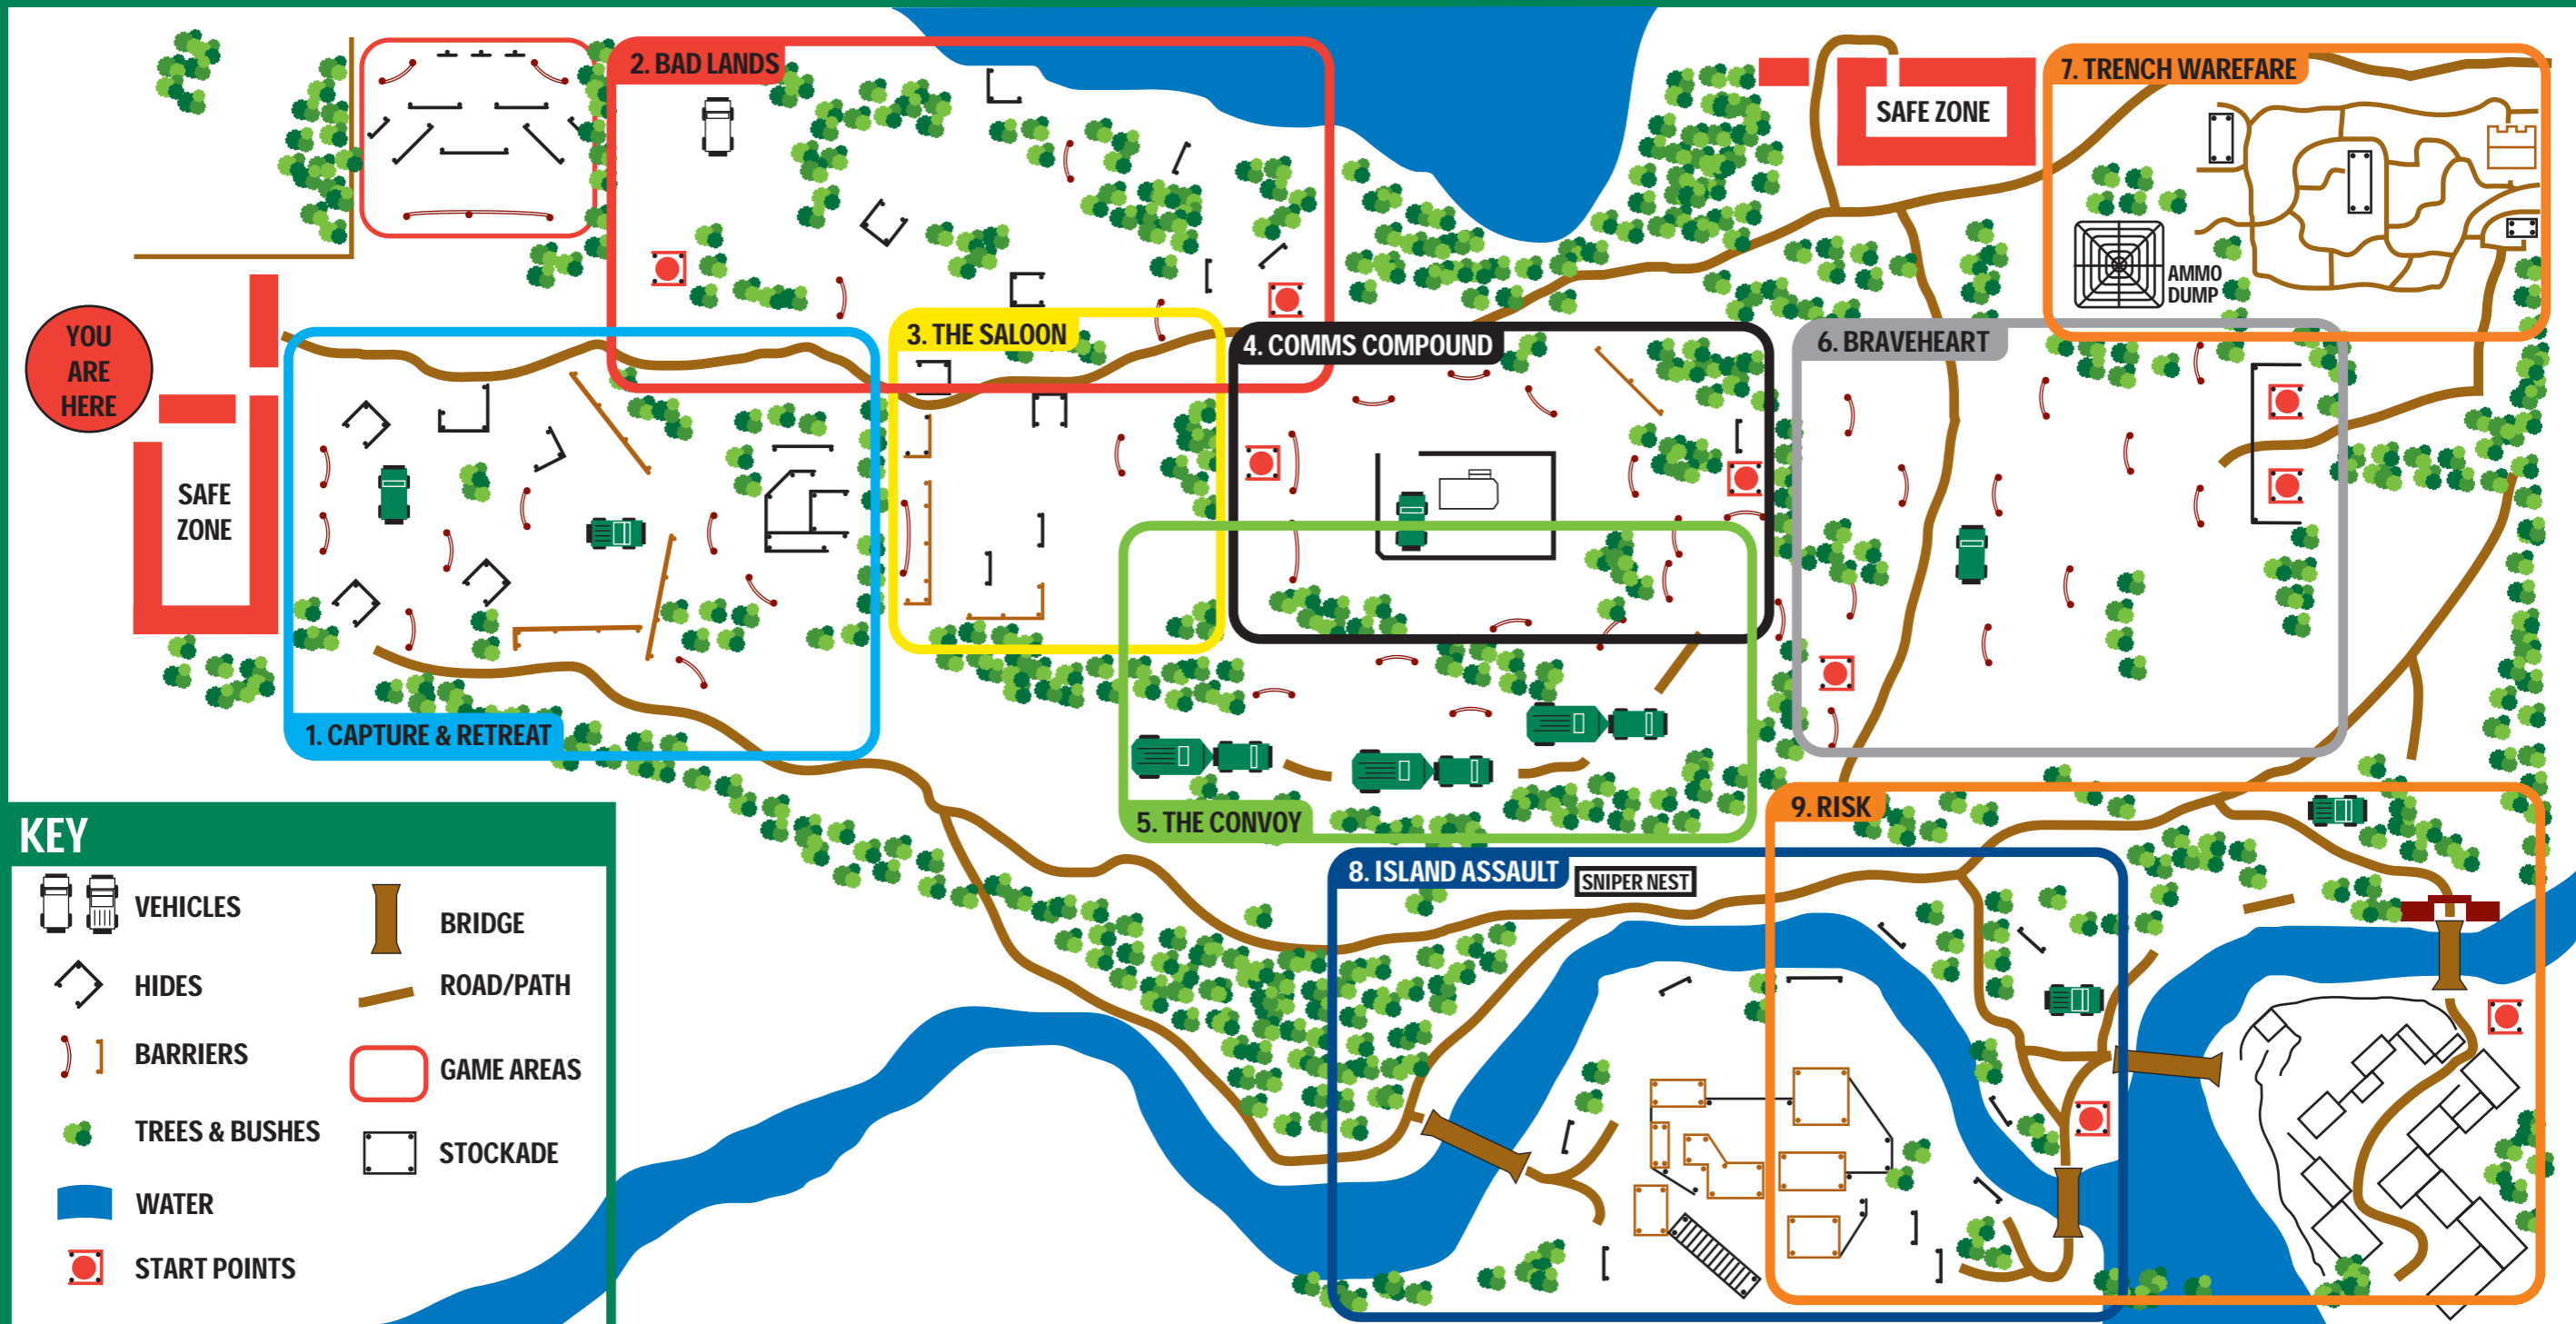 2. BAD LANDS
SAFE ZONE
7. TRENCH WAREFARE
AMMO
DUMP
YOU
ARE
HERE
3. THE SALOON
4. COMMS COMPOUND
6. BRAVEHEART
SAFE
ZONE
1. CAPTURE & RETREAT
5. THE CONVOY
9. RISK
8. ISLAND ASSAULT
SNIPER NEST
KEY
VEHICLES
HIDES
BARRIERS
TREES & BUSHES
WATER
START POINTS
BRIDGE
ROAD/PATH
GAME AREAS
STOCKADE